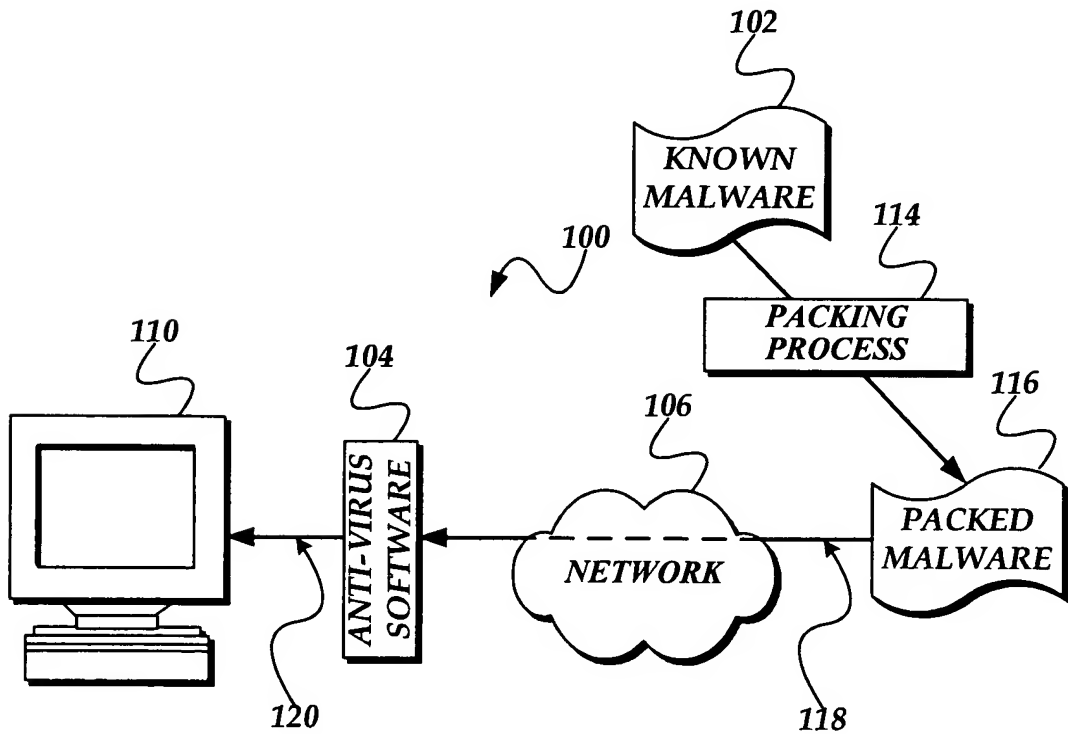 102
KNOWN
MALWARE
114
100
PACKING
PROCESS
110
104
106
116
ANTI-VIRUS
SOFTWARE
NETWORK
PACKED
MALWARE
120
118